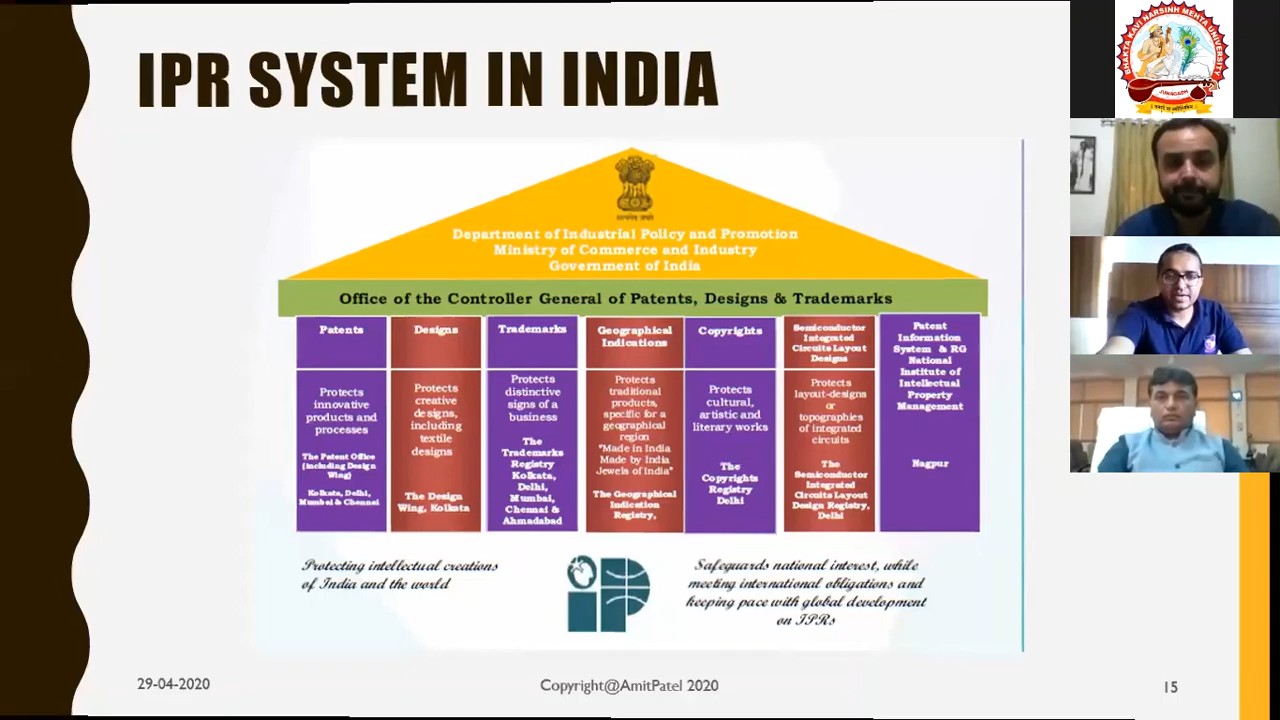 IPR SYSTEM IN INDIA
Department of Industrial Policy and Promotion
Ministry of Commerce and Industry
Government of India
Office of the Controller General of Patents, Designs & Trademarks
Patents
Protects
innovative
products and
processes
The Patent Office
(Including Design
Wing)
Kolkata, Delhi,
Mumbai & Chennai
Designs
Protects
creative
designs,
including
textile
designs
The Design
Wing, Kolkata
Trademarks
Protects
distinctive
signs of a
business
The
Trademarks
Registry
Kolkata,
Delhi,
Mumbai,
Chennai &
Ahmadabad
Geographical
Indications
Protects
traditional
products,
specific for a
geographical
region
"Made in India
Made by India
Jewels of India"
The Geographical
Indication
Registry,
Copyrights
Protects
cultural,
artistic and
literary works
The
Copyrights
Registry
Delhi
Semiconductor
Integrated
Circuits Layout
Designs
Protects
layout-designs
or
topographies
of integrated
circuits
The
Semiconductor
Integrated
Circuits Layout
Design Registry,
Delhi
Patent
Information
System & RG
National
Institute of
Intellectual
Property
Management
Nagpur
Protecting intellectual creations
of India and the world
Safeguards national interest, while
meeting international obligations and
keeping pace with global development
on IPRs
29-04-2020
Copyright@AmitPatel 2020
15
BHAKTA KAVI NARSINH MEHTA UNIVERSITY
JUNAGADH